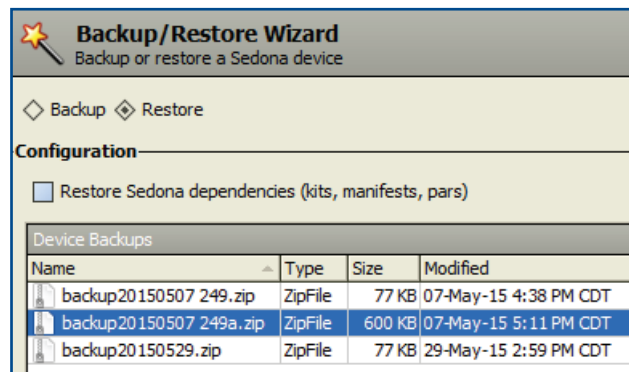 Backup/Restore Wizard
Backup or restore a Sedona device
Backup Restore
Configuration
Restore Sedona dependencies (kits, manifests, pars)
Device Backups
Name Type Size Modified
backup20150507 249.zip ZipFile 77 KB 07-May-15 4:38 PM CDT
backup20150507 249a.zip ZipFile 600 KB 07-May-15 5:11 PM CDT
backup20150529.zip ZipFile 77 KB 29-May-15 2:59 PM CDT